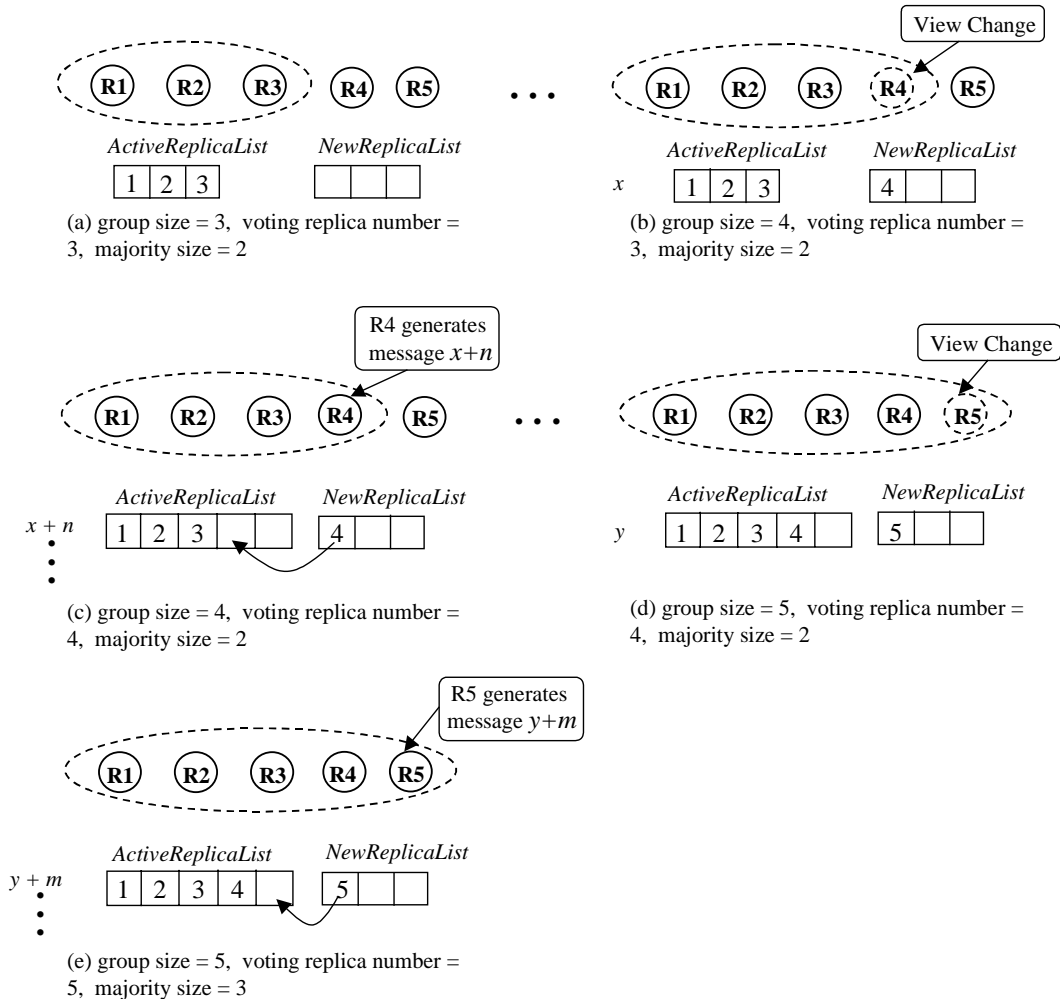 R1 R2 R3 R4 R5
ActiveReplicaList NewReplicaList
1 2 3
(a) group size = 3, voting replica number =
3, majority size = 2
. . .
View Change
R1 R2 R3 R4 R5
ActiveReplicaList NewReplicaList
x 1 2 3 4
(b) group size = 4, voting replica number =
3, majority size = 2
R4 generates
message x+n
R1 R2 R3 R4 R5
ActiveReplicaList NewReplicaList
x + n 1 2 3 4
(c) group size = 4, voting replica number =
4, majority size = 2
. . .
View Change
R1 R2 R3 R4 R5
ActiveReplicaList NewReplicaList
y 1 2 3 4 5
(d) group size = 5, voting replica number =
4, majority size = 2
R5 generates
message y+m
R1 R2 R3 R4 R5
ActiveReplicaList NewReplicaList
y + m 1 2 3 4 5
(e) group size = 5, voting replica number =
5, majority size = 3